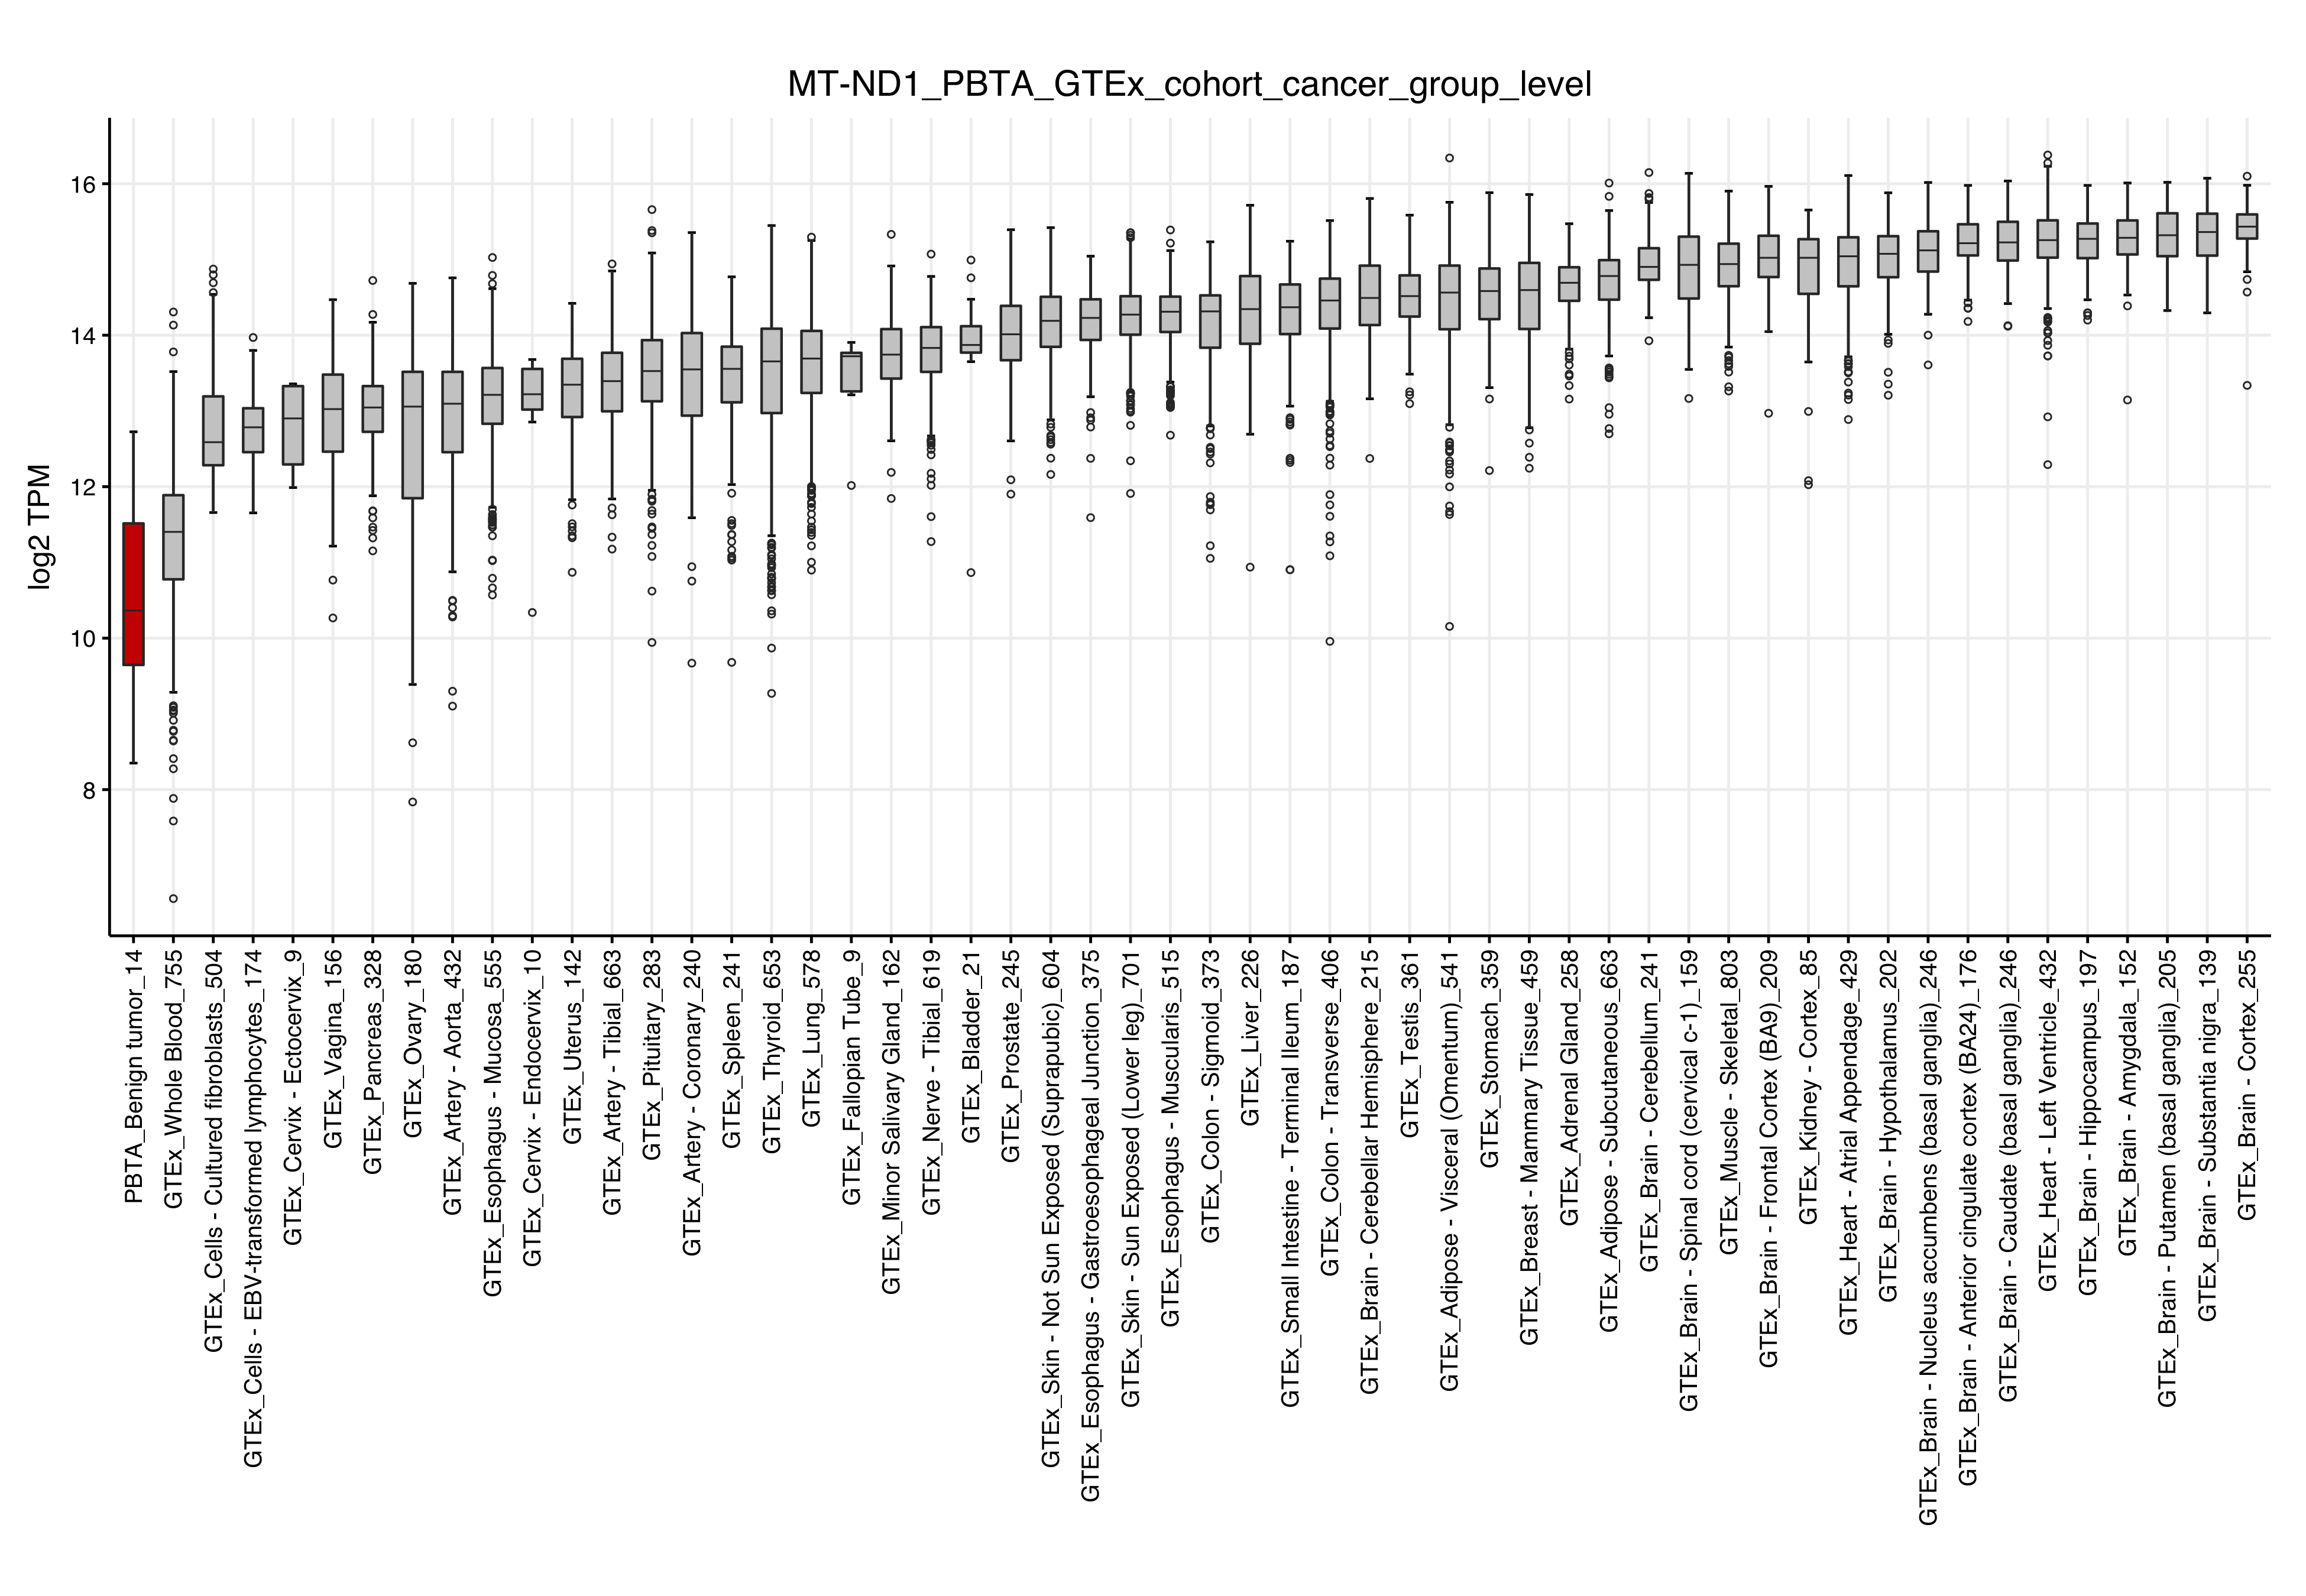 MT-ND1_PBTA_GTEx_cohort_cancer_group_level
log2 TPM
16
14
12
10
8
PBTA_Benign tumor_14
GTEx_Whole Blood_755
GTEx_Cells - Cultured fibroblasts_504
GTEx_Cells - EBV-transformed lymphocytes_174
GTEx_Cervix - Ectocervix_9
GTEx_Vagina_156
GTEx_Pancreas_328
GTEx_Ovary_180
GTEx_Artery - Aorta_432
GTEx_Esophagus - Mucosa_555
GTEx_Cervix - Endocervix_10
GTEx_Uterus_142
GTEx_Artery - Tibial_663
GTEx_Pituitary_283
GTEx_Artery - Coronary_240
GTEx_Spleen_241
GTEx_Thyroid_653
GTEx_Lung_578
GTEx_Fallopian Tube_9
GTEx_Minor Salivary Gland_162
GTEx_Nerve - Tibial_619
GTEx_Bladder_21
GTEx_Prostate_245
GTEx_Skin - Not Sun Exposed (Suprapubic)_604
GTEx_Esophagus - Gastroesophageal Junction_375
GTEx_Skin - Sun Exposed (Lower leg)_701
GTEx_Esophagus - Muscularis_515
GTEx_Colon - Sigmoid_373
GTEx_Liver_226
GTEx_Small Intestine - Terminal Ileum_187
GTEx_Colon - Transverse_406
GTEx_Brain - Cerebellar Hemisphere_215
GTEx_Testis_361
GTEx_Adipose - Visceral (Omentum)_541
GTEx_Stomach_359
GTEx_Breast - Mammary Tissue_459
GTEx_Adrenal Gland_258
GTEx_Adipose - Subcutaneous_663
GTEx_Brain - Cerebellum_241
GTEx_Brain - Spinal cord (cervical c-1)_159
GTEx_Muscle - Skeletal_803
GTEx_Brain - Frontal Cortex (BA9)_209
GTEx_Kidney - Cortex_85
GTEx_Heart - Atrial Appendage_429
GTEx_Brain - Hypothalamus_202
GTEx_Brain - Nucleus accumbens (basal ganglia)_246
GTEx_Brain - Anterior cingulate cortex (BA24)_176
GTEx_Brain - Caudate (basal ganglia)_246
GTEx_Heart - Left Ventricle_432
GTEx_Brain - Hippocampus_197
GTEx_Brain - Amygdala_152
GTEx_Brain - Putamen (basal ganglia)_205
GTEx_Brain - Substantia nigra_139
GTEx_Brain - Cortex_255